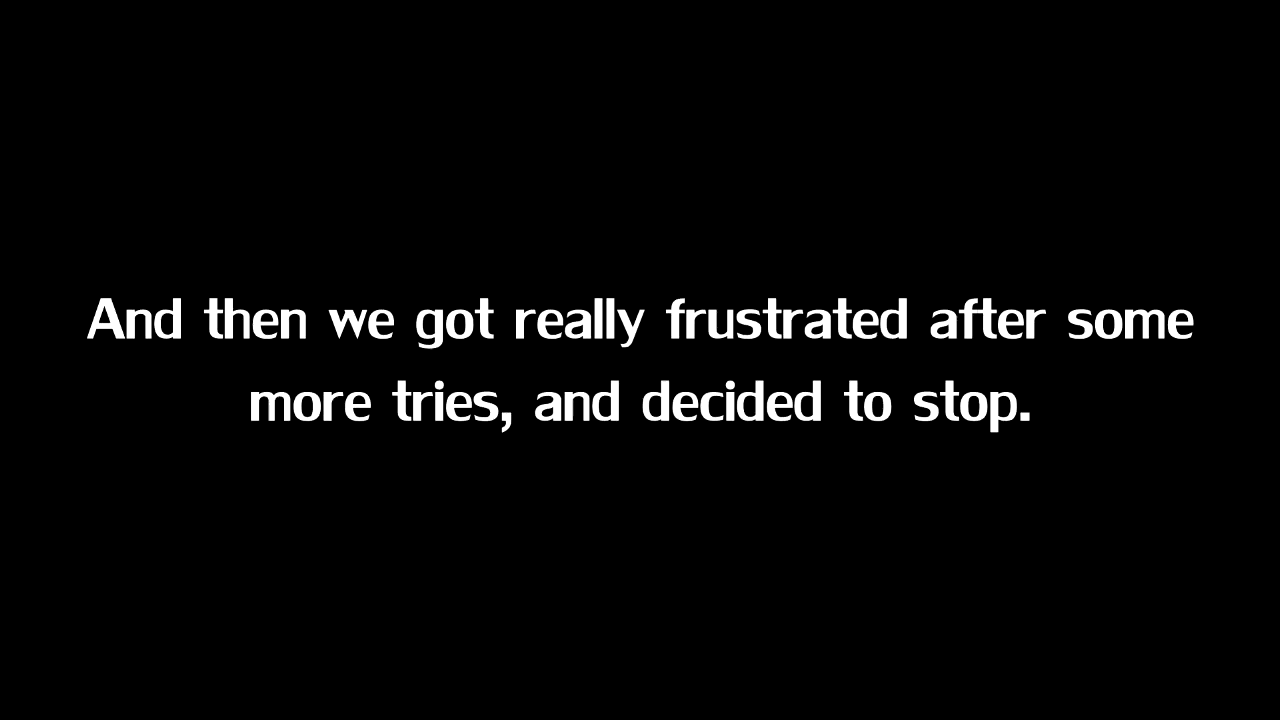 And then we got really frustrated after some
more tries, and decided to stop.